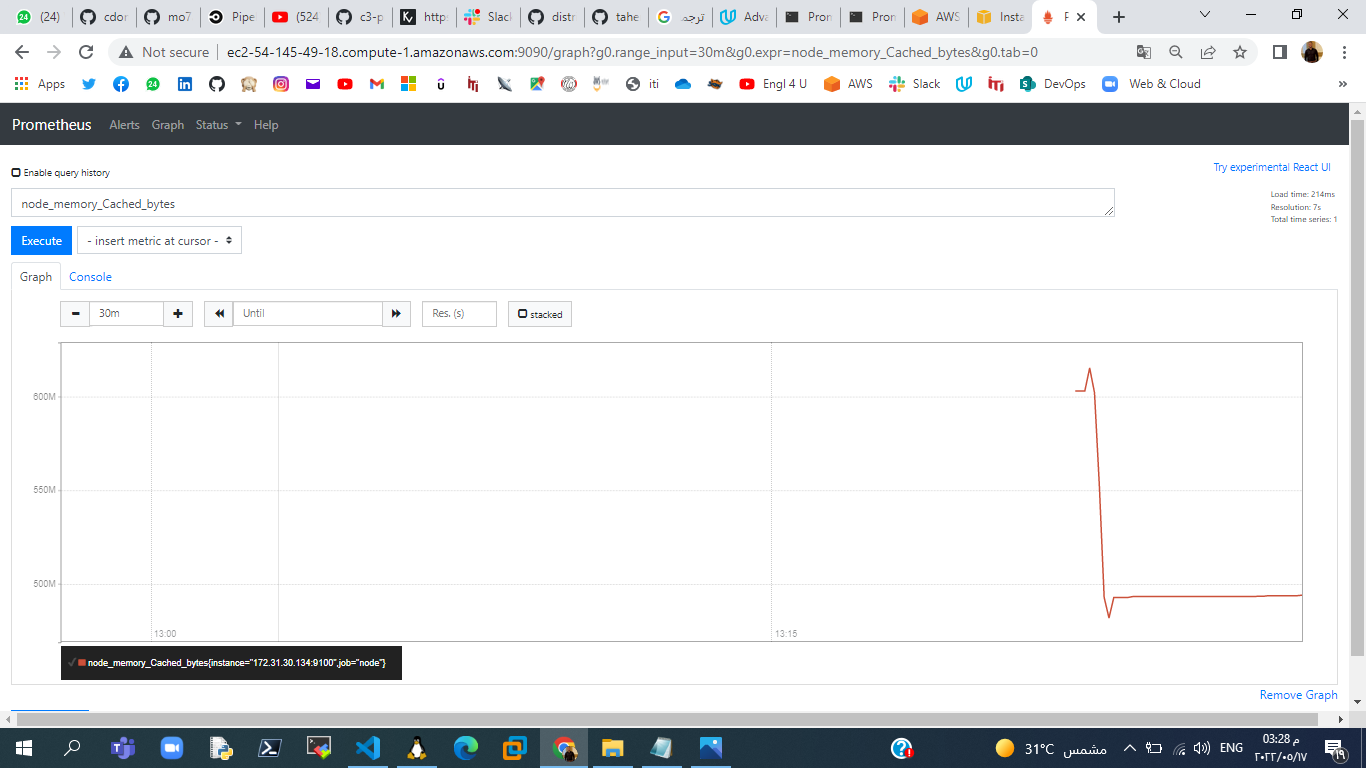 (24)
cdor
mo7
Pipe
(524
c3-p
http
Slack
distr
tahe
ترجمة
Adva
Pron
Pron
AWS
Insta
F
Not secure
ec2-54-145-49-18.compute-1.amazonaws.com:9090/graph?g0.range_input=30m&g0.expr=node_memory_Cached_bytes&g0.tab=0
Apps
iti
Engl 4 U
AWS
Slack
DevOps
Web & Cloud
»
Prometheus
Alerts
Graph
Status
Help
Enable query history
Try experimental React UI
node_memory_Cached_bytes
Load time: 214ms
Resolution: 7s
Total time series: 1
Execute
- insert metric at cursor -
Graph
Console
30m
Until
Res. (s)
stacked
600M
550M
500M
13:00
13:15
node_memory_Cached_bytes{instance="172.31.30.134:9100",job="node"}
Remove Graph
31°C
مشمس
ENG
03:28 م
٢٠٢٢/٠٥/١٧
١٩